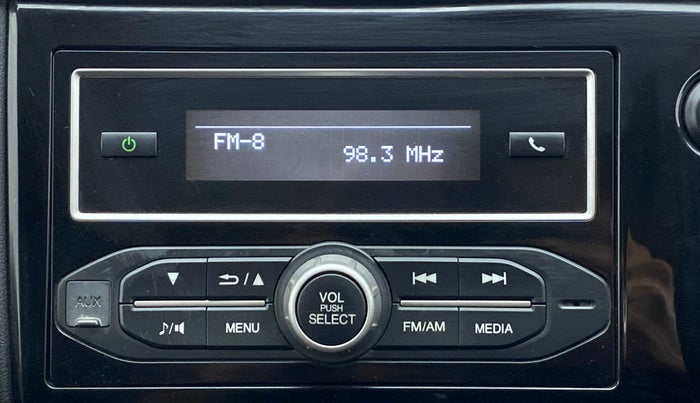 FM-8
98.3 MHz
AUX
VOL
PUSH
SELECT
MENU
FM/AM
MEDIA